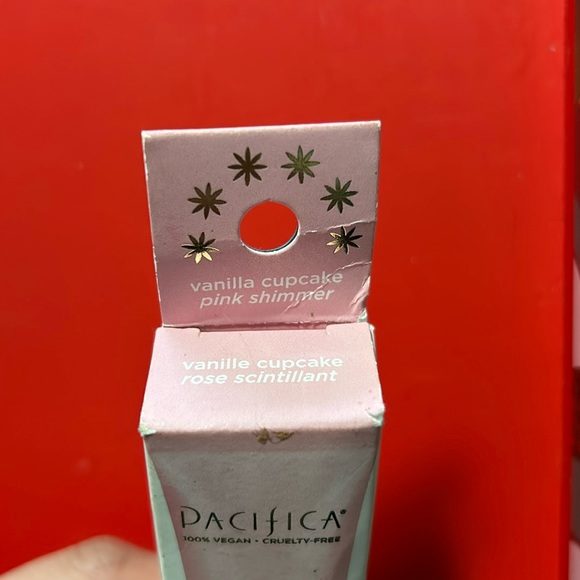 vanilla cupcake
pink shimmer
vanille cupcake
rose scintillant
PACIFICA®
100% VEGAN • CRUELTY-FREE